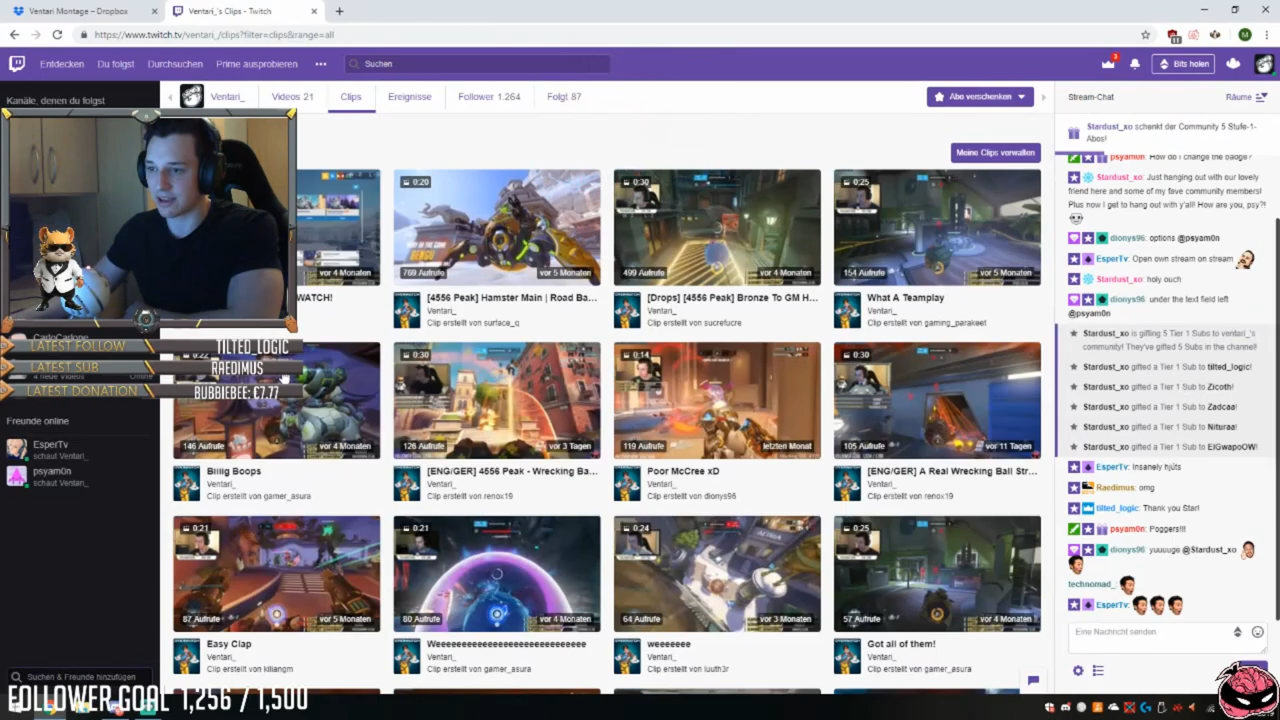 Ventari Montage – Dropbox
Ventari_'s Clips - Twitch
https://www.twitch.tv/ventari_/clips?filter=clips&range=all
Entdecken
Du folgst
Durchsuchen
Prime ausprobieren
Suchen
3
Bits holen
Kanäle, denen du folgst
Ventari_
Videos 21
Clips
Ereignisse
Follower 1.264
Folgt 87
Abo verschenken
Stream-Chat
Räume
Meine Clips verwalten
vor 4 Monaten
WATCH!
0:20
769 Aufrufe
vor 5 Monaten
[4556 Peak] Hamster Main | Road Ba...
Ventari_
Clip erstellt von surface_q
0:30
499 Aufrufe
vor 4 Monaten
[Drops] [4556 Peak] Bronze To GM H...
Ventari_
Clip erstellt von sucrefucre
0:25
154 Aufrufe
vor 5 Monaten
What A Teamplay
Ventari_
Clip erstellt von gaming_parakeet
LATEST FOLLOW
TILTED_LOGIC
LATEST SUB
RAEDIMUS
LATEST DONATION
BUBBIEBEE: €7.77
Freunde online
EsperTv
schaut Ventari_
psyam0n
schaut Ventari_
0:22
146 Aufrufe
vor 4 Monaten
Biiiig Boops
Ventari_
Clip erstellt von gamer_asura
0:30
126 Aufrufe
vor 3 Tagen
[ENG/GER] 4556 Peak - Wrecking Ba...
Ventari_
Clip erstellt von renox19
0:14
119 Aufrufe
letzten Monat
Poor McCree xD
Ventari_
Clip erstellt von dionys96
0:30
105 Aufrufe
vor 11 Tagen
[ENG/GER] A Real Wrecking Ball Str...
Ventari_
Clip erstellt von renox19
0:21
87 Aufrufe
vor 5 Monaten
Easy Clap
Ventari_
Clip erstellt von kiliangm
0:21
80 Aufrufe
vor 4 Monaten
Weeeeeeeeeeeeeeeeeeeeeeeeeeee
Ventari_
Clip erstellt von gamer_asura
0:24
64 Aufrufe
vor 3 Monaten
weeeeeee
Ventari_
Clip erstellt von luuth3r
0:25
57 Aufrufe
vor 4 Monaten
Got all of them!
Ventari_
Clip erstellt von gamer_asura
Suchen & Freunde hinzufügen
FOLLOWER GOAL 1,256 / 1,500
Stardust_xo schenkt der Community 5 Stufe-1-
Abos!
psyam0n: How do I change the badge?
Stardust_xo: Just hanging out with our lovely
friend here and some of my fave community members!
Plus now I get to hang out with y'all! How are you, psy?!
dionys96: options @psyam0n
EsperTv: Open own stream on stream
Stardust_xo: holy ouch
dionys96: under the text field left
@psyam0n
Stardust_xo is gifting 5 Tier 1 Subs to ventari_'s
community! They've gifted 5 Subs in the channel!
Stardust_xo gifted a Tier 1 Sub to tilted_logic!
Stardust_xo gifted a Tier 1 Sub to Zicoth!
Stardust_xo gifted a Tier 1 Sub to Zadcaa!
Stardust_xo gifted a Tier 1 Sub to Nituraa!
Stardust_xo gifted a Tier 1 Sub to ElGwapoOW!
EsperTv: Insanely hjúts
Raedimus: omg
tilted_logic: Thank you Star!
psyam0n: Poggers!!!
dionys96: yuuuuge @Stardust_xo
technomad_:
EsperTv:
Eine Nachricht senden